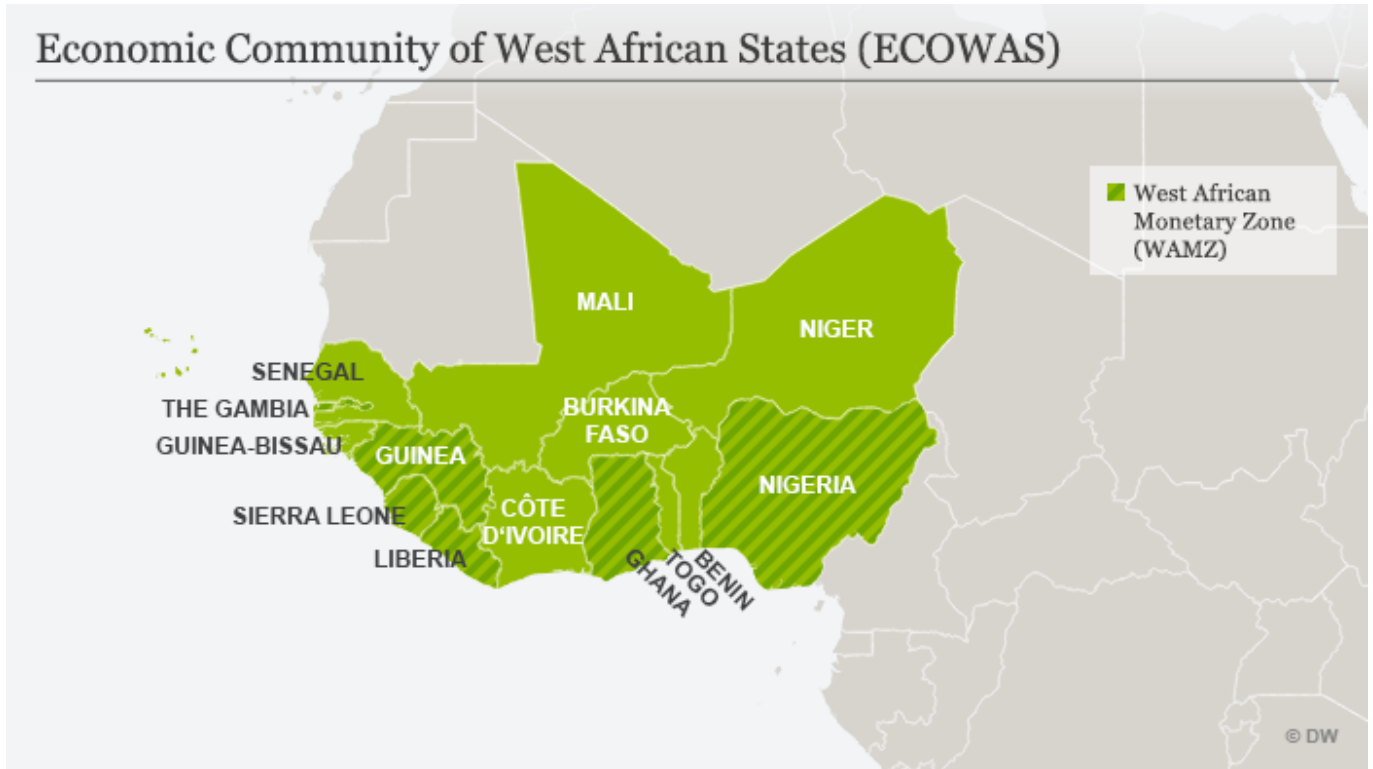 Economic Community of West African States (ECOWAS)
West African
Monetary Zone
(WAMZ)
MALI
NIGER
SENEGAL
THE GAMBIA
BURKINA
FASO
GUINEA-BISSAU
GUINEA
NIGERIA
SIERRA LEONE
CÔTE
D‘IVOIRE
LIBERIA
GHANA
TOGO
BENIN
© DW